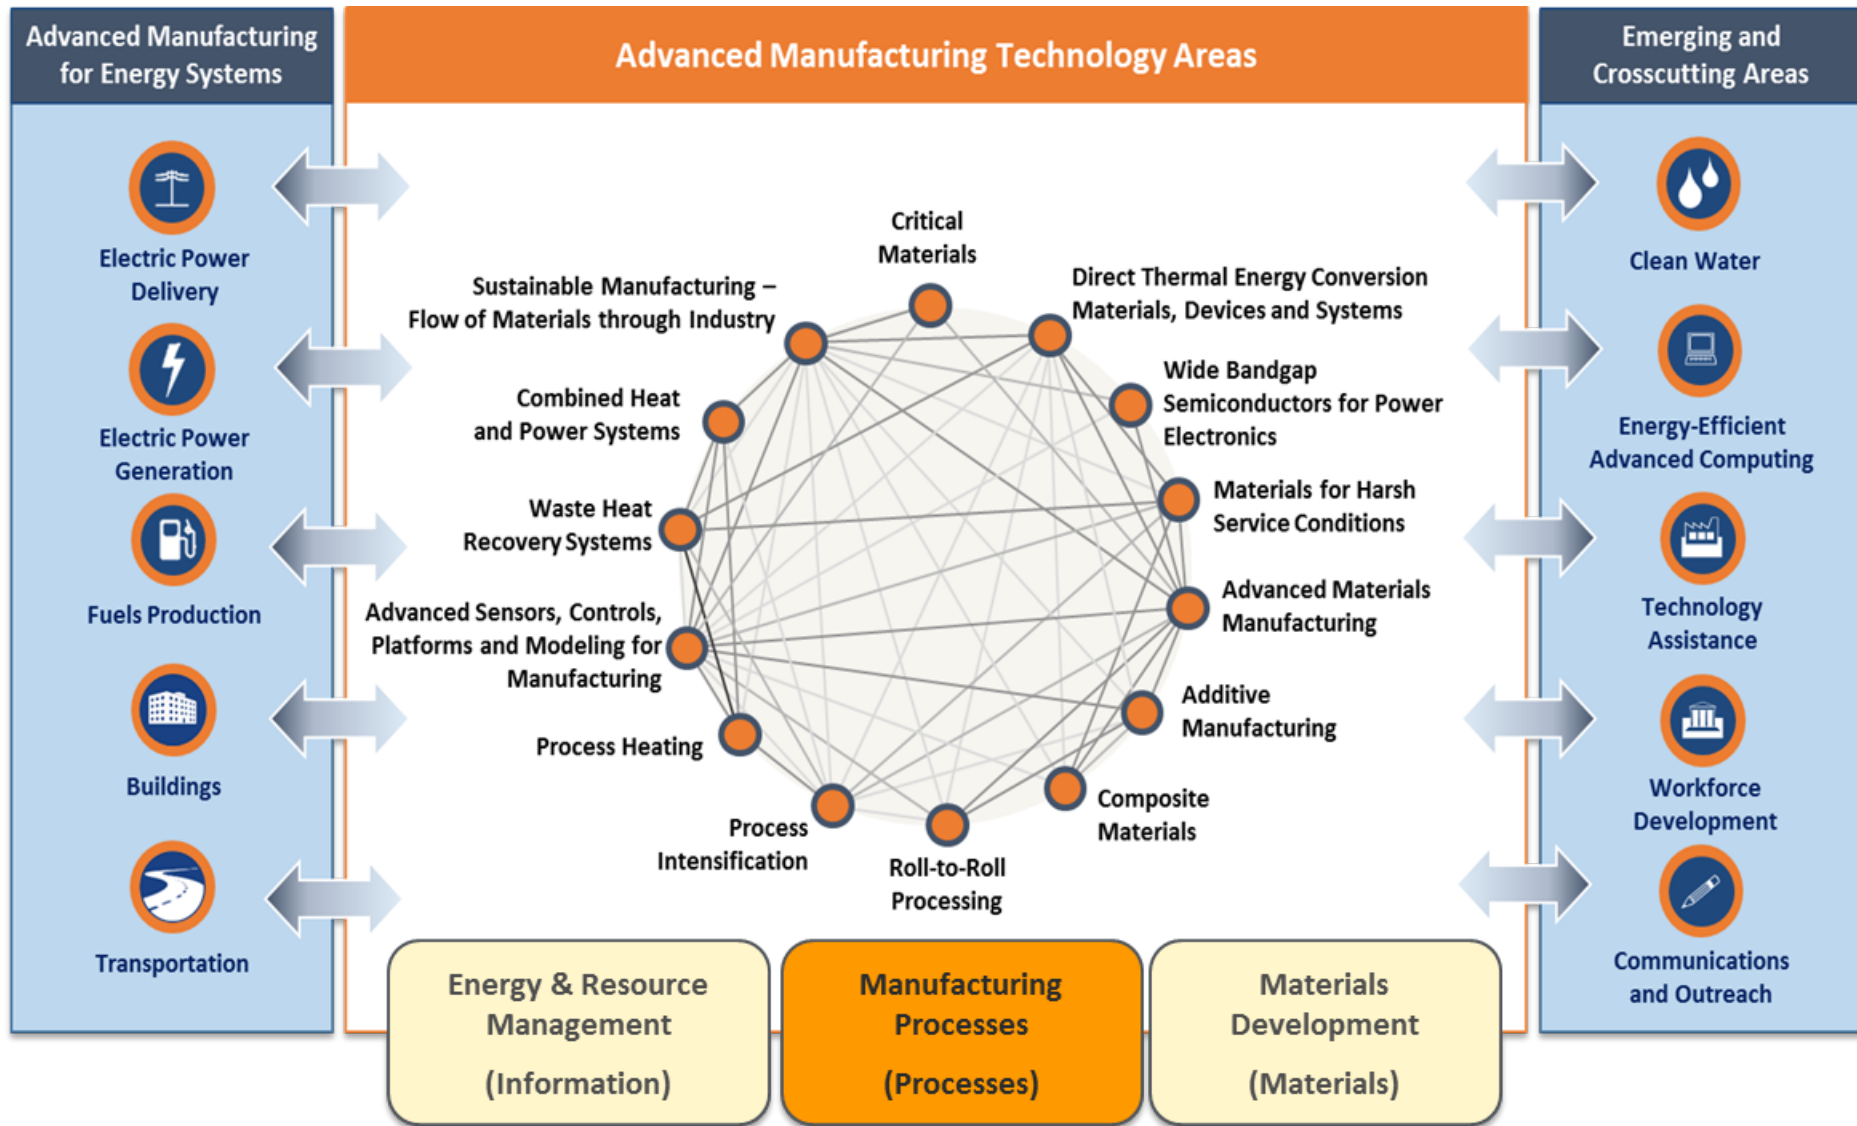 Advanced Manufacturing
for Energy Systems
Electric Power
Delivery
Electric Power
Generation
Fuels Production
Buildings
Transportation
Advanced Manufacturing Technology Areas
Critical
Materials
Direct Thermal Energy Conversion
Materials, Devices and Systems
Wide Bandgap
Semiconductors for Power
Electronics
Materials for Harsh
Service Conditions
Advanced Materials
Manufacturing
Additive
Manufacturing
Composite
Materials
Roll-to-Roll
Processing
Process
Intensification
Process Heating
Advanced Sensors, Controls,
Platforms and Modeling for
Manufacturing
Waste Heat
Recovery Systems
Combined Heat
and Power Systems
Sustainable Manufacturing –
Flow of Materials through Industry
Energy & Resource
Management
(Information)
Manufacturing
Processes
(Processes)
Materials
Development
(Materials)
Emerging and
Crosscutting Areas
Clean Water
Energy-Efficient
Advanced Computing
Technology
Assistance
Workforce
Development
Communications
and Outreach